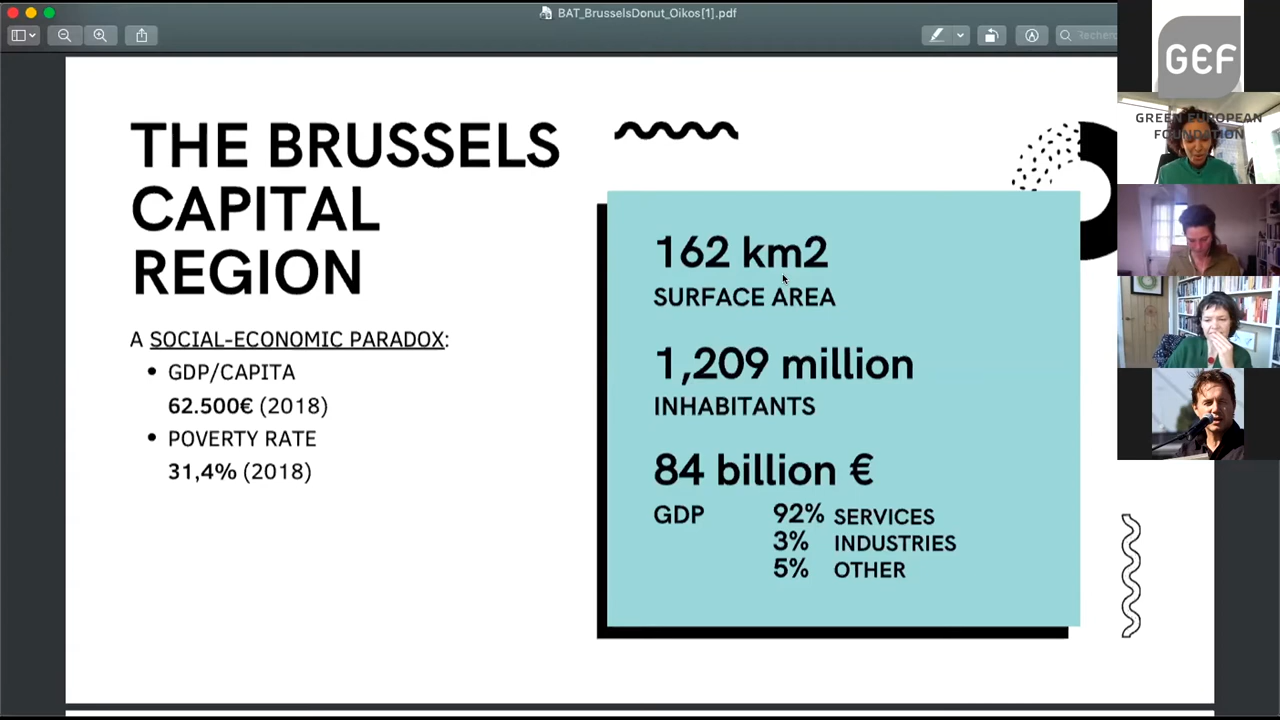 BAT_BrusselsDonut_Oikos[1].pdf
Recherc
GEF
GREEN EUROPEAN
FOUNDATION
THE BRUSSELS
CAPITAL
REGION
A SOCIAL-ECONOMIC PARADOX:
• GDP/CAPITA
62.500€ (2018)
• POVERTY RATE
31,4% (2018)
162 km2
SURFACE AREA
1,209 million
INHABITANTS
84 billion €
GDP 92% SERVICES
3% INDUSTRIES
5% OTHER